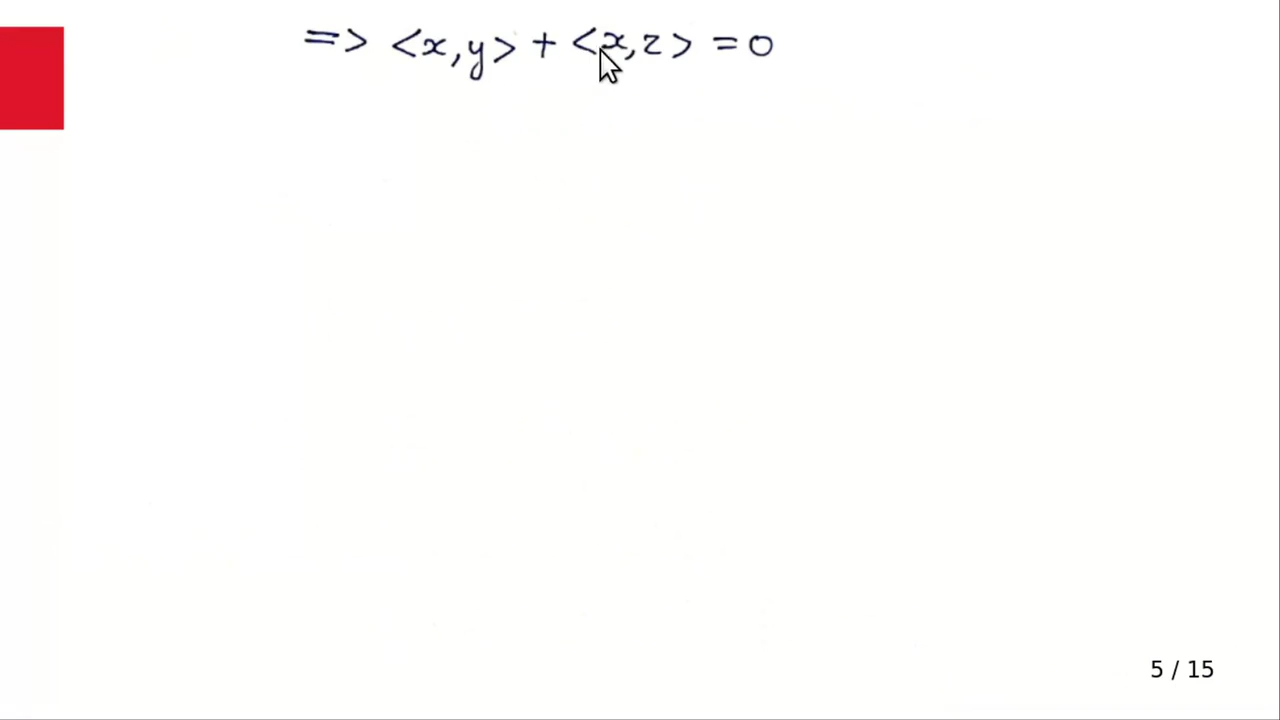 => <x,y> + <x,z> = 0
5 / 15